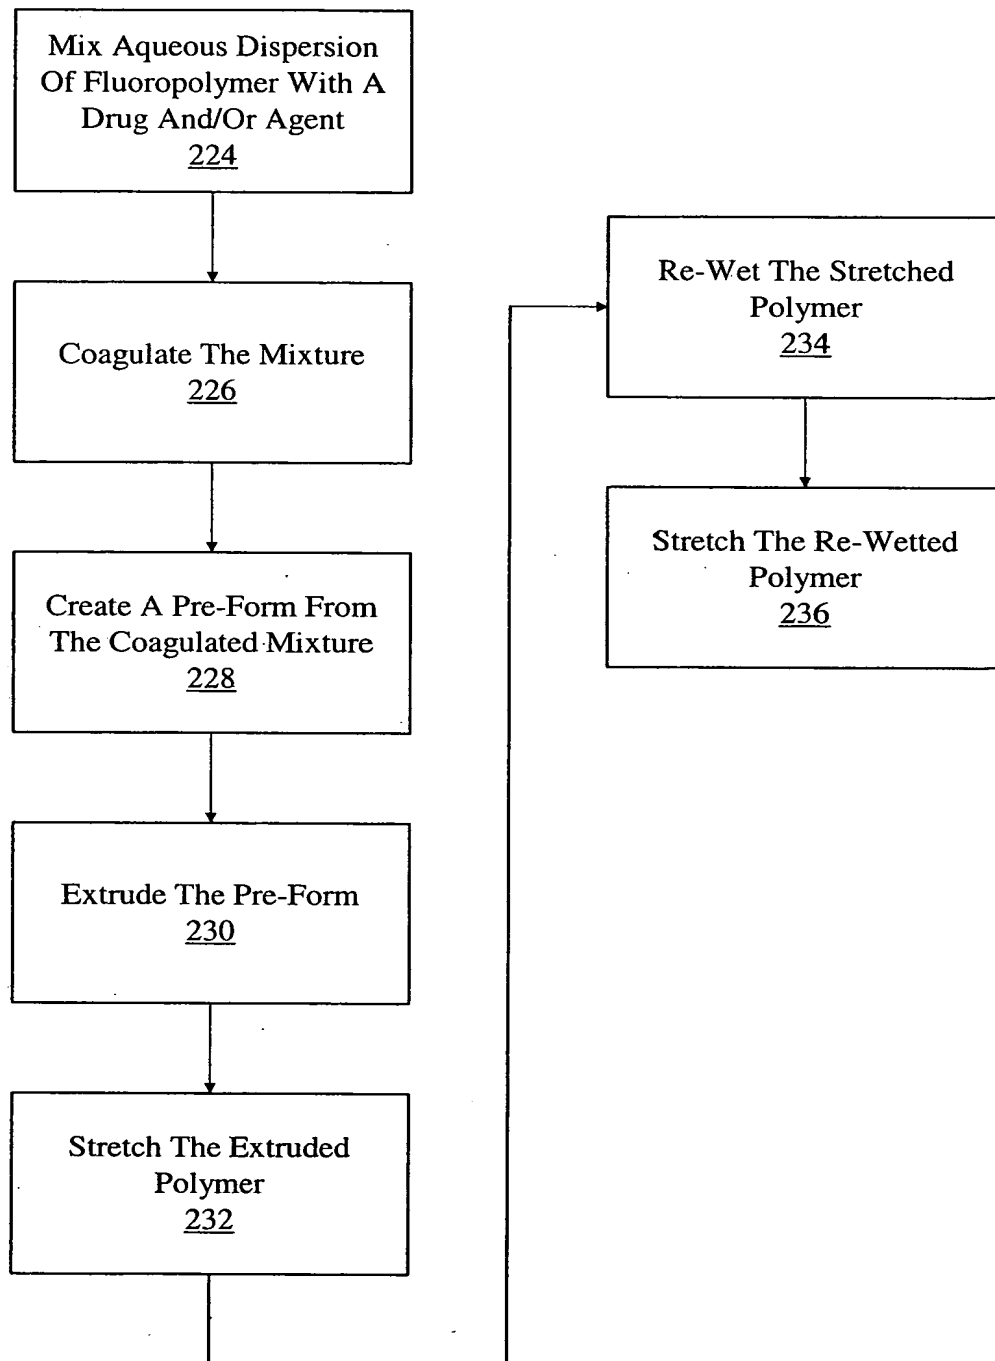 Mix Aqueous Dispersion
Of Fluoropolymer With A
Drug And/Or Agent
224
Coagulate The Mixture
226
Create A Pre-Form From
The Coagulated Mixture
228
Extrude The Pre-Form
230
Stretch The Extruded
Polymer
232
Re-Wet The Stretched
Polymer
234
Stretch The Re-Wetted
Polymer
236